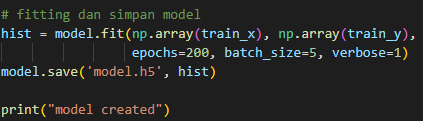 # fitting dan simpan model
hist = model.fit(np.array(train_x), np.array(train_y),
epochs=200, batch_size=5, verbose=1)
model.save('model.h5', hist)
print("model created")